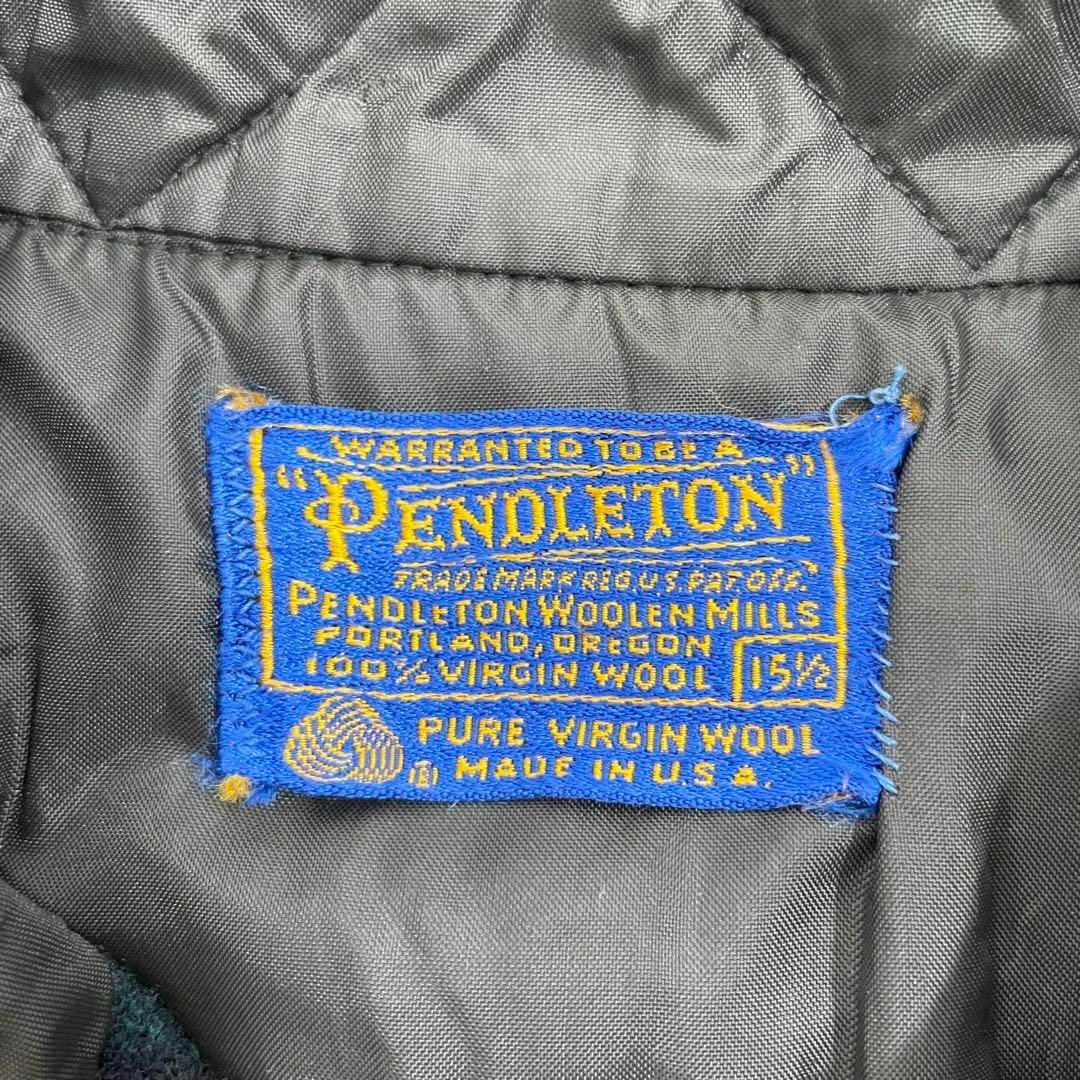 WARRANTED TO BE A
"PENDLETON"
TRADE MARK REG. U.S. PAT. OFF.
PENDLETON WOOLEN MILLS
PORTLAND, OREGON
100% VIRGIN WOOL 15½
PURE VIRGIN WOOL
® MADE IN U.S.A.